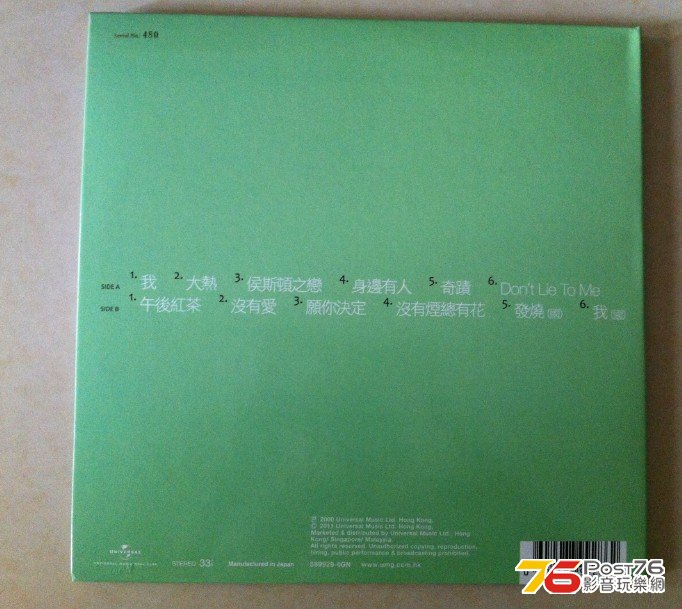 Serial No. 480
SIDE A 1. 我 2. 大熱 3. 侯斯頓之戀 4. 身邊有人 5. 奇蹟 6. Don't Lie To Me
SIDE B 1. 午後紅茶 2. 沒有愛 3. 願你決定 4. 沒有煙總有花 5. 發燒 (國) 6. 我 (國)
℗ 2000 Universal Music Ltd. Hong Kong.
© 2013 Universal Music Ltd. Hong Kong.
Marketed & distributed by Universal Music Ltd., Hong
Kong/ Singapore/ Malaysia
All rights reserved. Unauthorized copying, reproduction,
hiring, public performance & broadcasting prohibited.
UNIVERSAL
STEREO 33⅓ Manufactured in Japan www.umg.com.hk
76 Post76
影音玩樂網